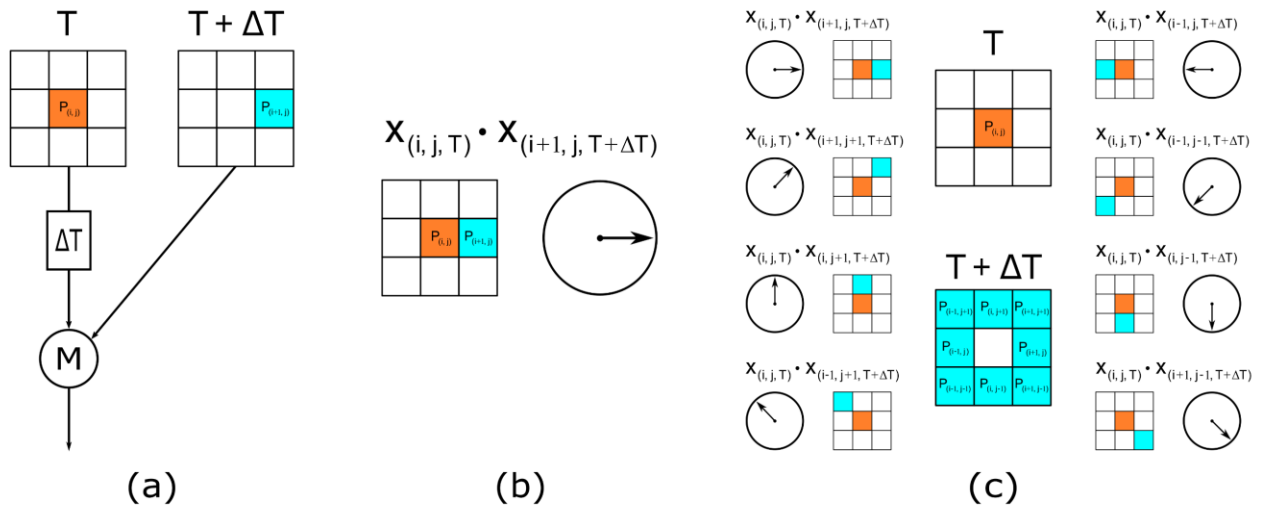 T
T + ΔT
P(i, j)
P(i+1, j)
ΔT
M
(a)
X(i, j, T) • X(i+1, j, T+ΔT)
P(i, j) P(i+1, j)
(b)
X(i, j, T) • X(i+1, j, T+ΔT)
X(i, j, T) • X(i+1, j+1, T+ΔT)
X(i, j, T) • X(i, j+1, T+ΔT)
X(i, j, T) • X(i-1, j+1, T+ΔT)
T
P(i, j)
T + ΔT
P(i-1, j+1) P(i, j+1) P(i+1, j+1)
P(i-1, j) P(i+1, j)
P(i-1, j-1) P(i, j-1) P(i+1, j-1)
X(i, j, T) • X(i-1, j, T+ΔT)
X(i, j, T) • X(i-1, j-1, T+ΔT)
X(i, j, T) • X(i, j-1, T+ΔT)
X(i, j, T) • X(i+1, j-1, T+ΔT)
(c)